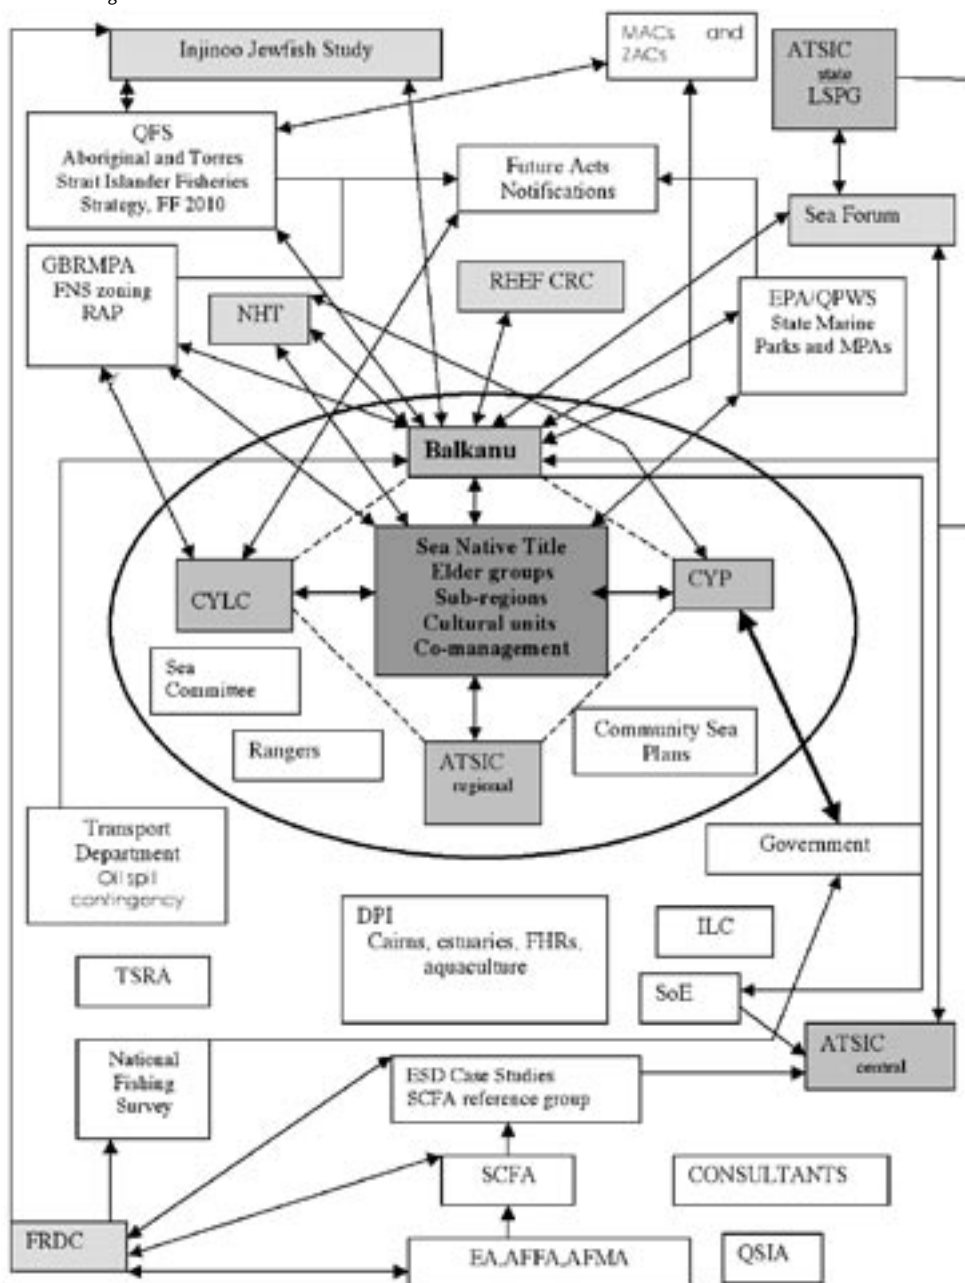 Injinoo Jewfish Study
MACs and
ZACs
ATSIC
state
LSPG
QFS
Aboriginal and Torres
Strait Islander Fisheries
Strategy, FF 2010
Future Acts
Notifications
Sea Forum
GBRMPA
FNS zoning
RAP
NHT
REEF CRC
EPA/QPWS
State Marine
Parks and MPAs
Balkanu
Sea Native Title
Elder groups
Sub-regions
Cultural units
Co-management
CYLC
CYP
Sea
Committee
Rangers
ATSIC
regional
Community Sea
Plans
Transport
Department
Oil spill
contingency
Government
DPI
Cairns, estuaries, FHRs,
aquaculture
ILC
TSRA
SoE
ATSIC
central
National
Fishing
Survey
ESD Case Studies
SCFA reference group
SCFA
CONSULTANTS
FRDC
EA,AFFA,AFMA
QSIA